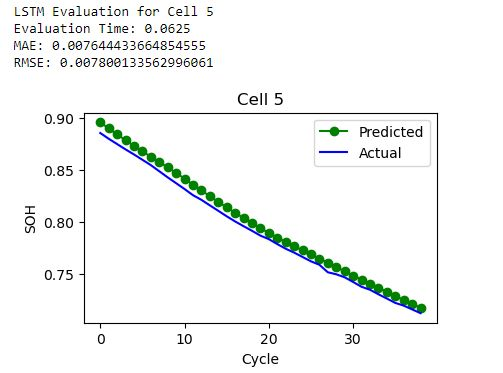 LSTM Evaluation for Cell 5
Evaluation Time: 0.0625
MAE: 0.007644433664854555
RMSE: 0.007800133562996061
Cell 5
Predicted
Actual
0.90
0.85
0.80
0.75
SOH
0 10 20 30
Cycle